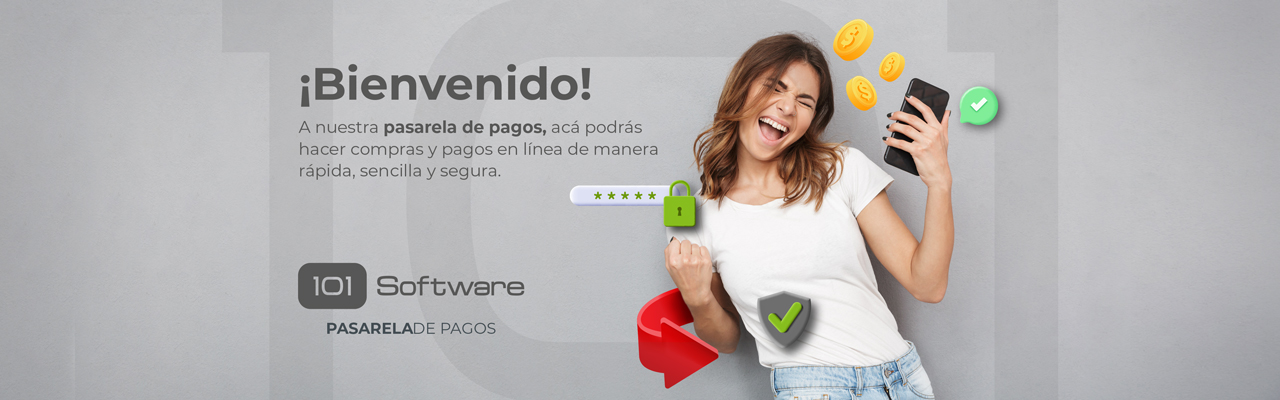 ¡Bienvenido!
A nuestra pasarela de pagos, acá podrás
hacer compras y pagos en línea de manera
rápida, sencilla y segura.
*****
101 Software
PASARELADE PAGOS